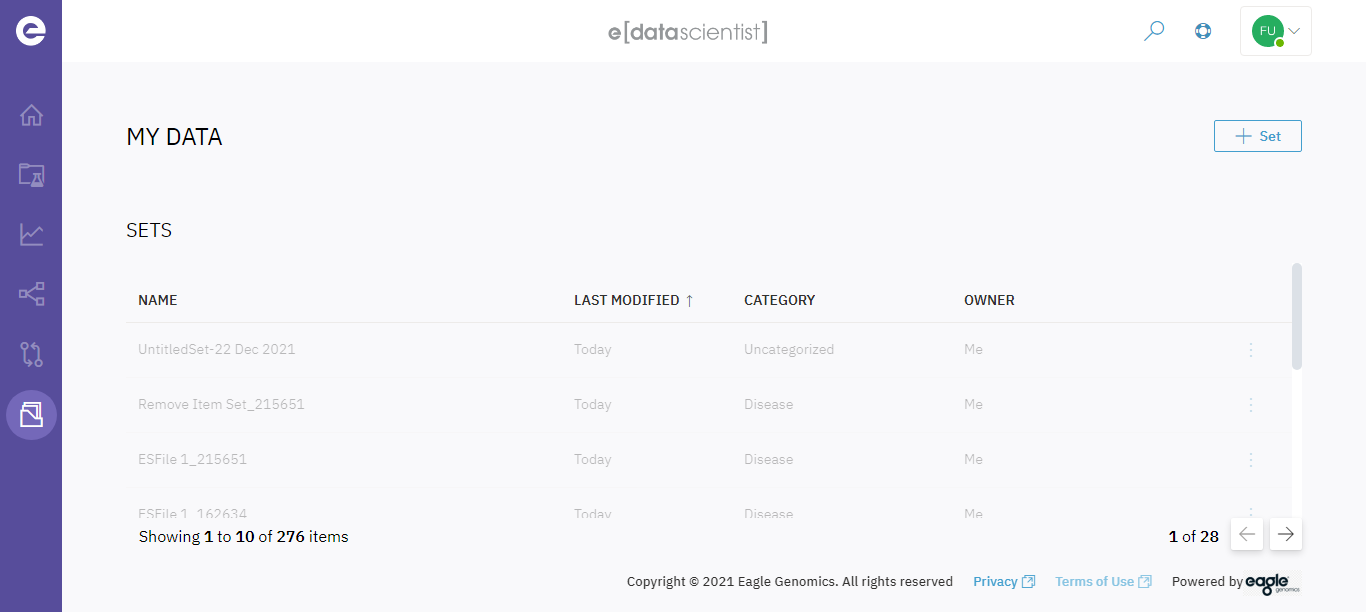 e[datascientist]
FU
MY DATA
Set
SETS
NAME LAST MODIFIED ↑ CATEGORY OWNER
UntitledSet-22 Dec 2021 Today Uncategorized Me
Remove Item Set_215651 Today Disease Me
ESFile 1_215651 Today Disease Me
ESFile 1_162634 Today Disease Me
Showing 1 to 10 of 276 items 1 of 28
Copyright © 2021 Eagle Genomics. All rights reserved Privacy Terms of Use Powered by eagle genomics